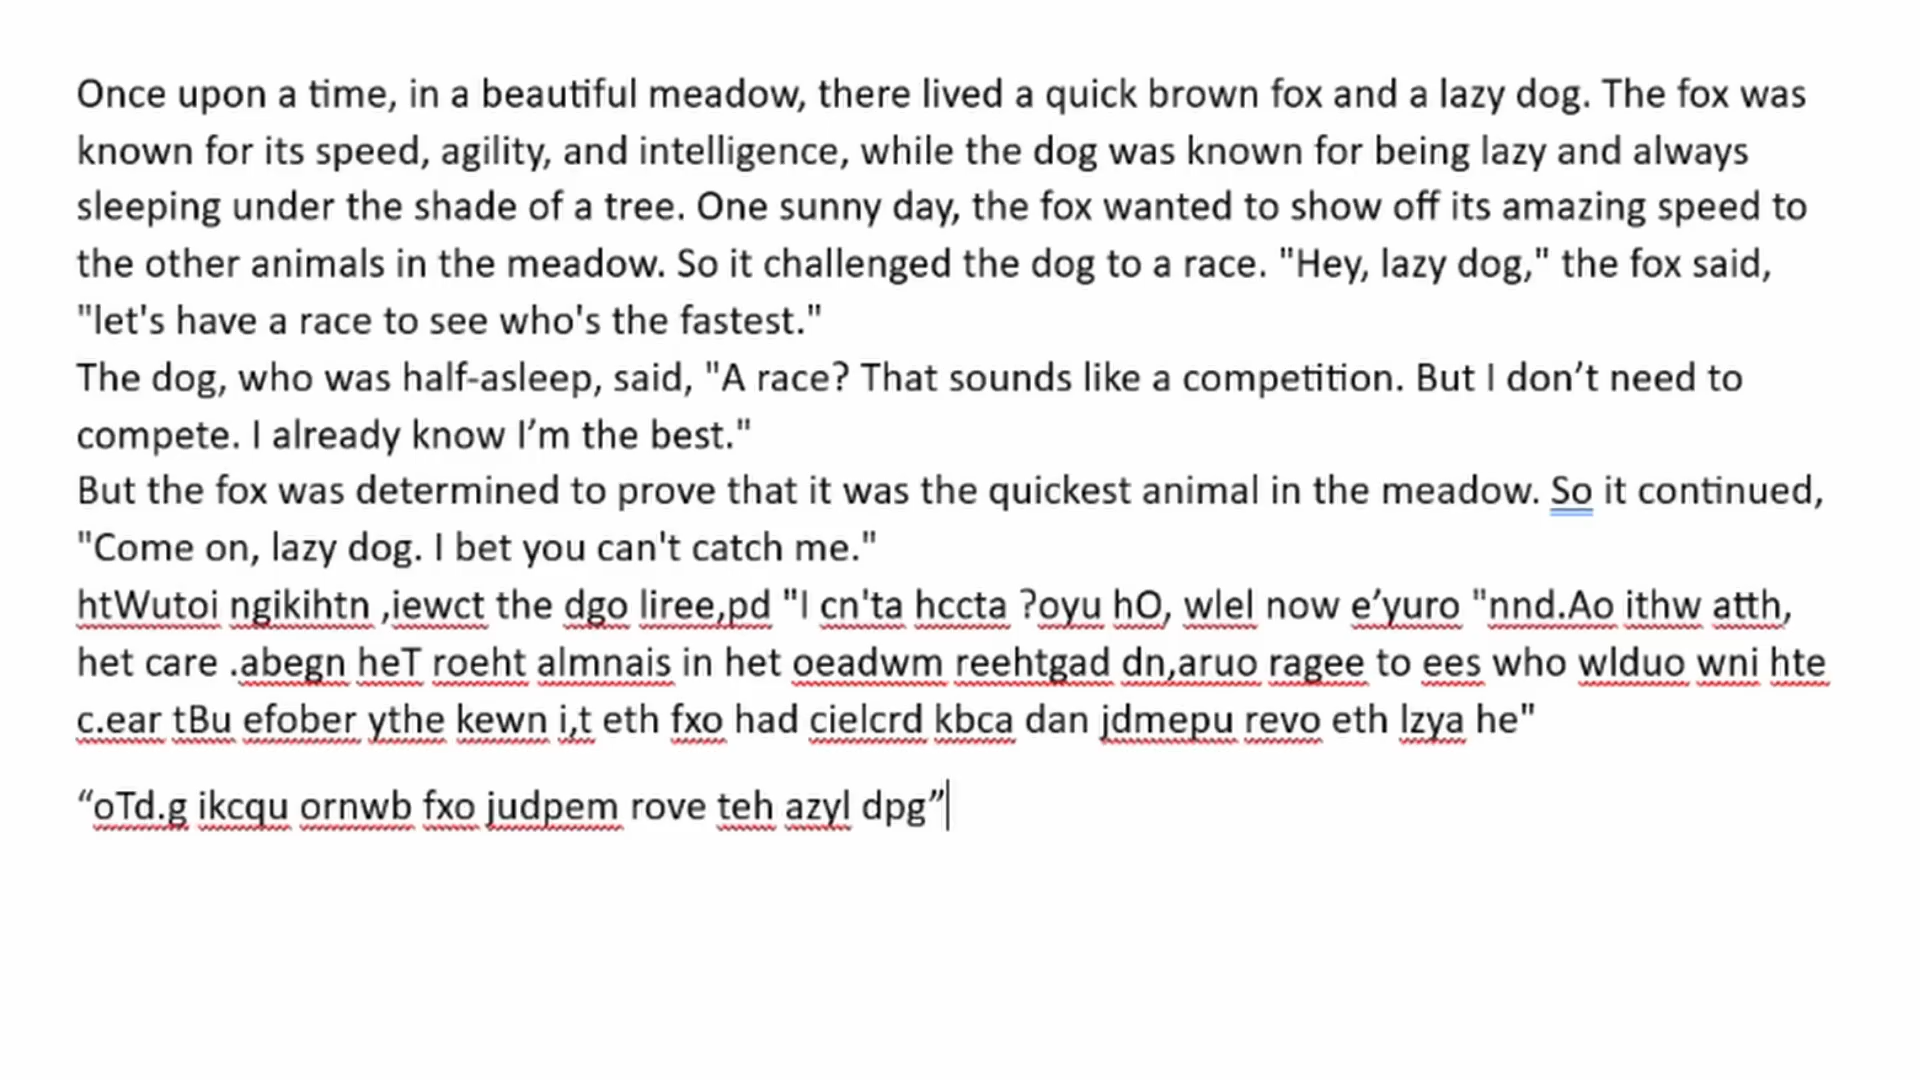 Once upon a time, in a beautiful meadow, there lived a quick brown fox and a lazy dog. The fox was
known for its speed, agility, and intelligence, while the dog was known for being lazy and always
sleeping under the shade of a tree. One sunny day, the fox wanted to show off its amazing speed to
the other animals in the meadow. So it challenged the dog to a race. "Hey, lazy dog," the fox said,
"let's have a race to see who's the fastest."
The dog, who was half-asleep, said, "A race? That sounds like a competition. But I don’t need to
compete. I already know I’m the best."
But the fox was determined to prove that it was the quickest animal in the meadow. So it continued,
"Come on, lazy dog. I bet you can't catch me."
htWutoi ngikihtn ,iewct the dgo liree,pd "I cn'ta hccta ?oyu hO, wlel now e’yuro "nnd.Ao ithw atth,
het care .abegn heT roeht almnais in het oeadwm reehtgad dn,aruo ragee to ees who wlduo wni hte
c.ear tBu efober ythe kewn i,t eth fxo had cielcrd kbca dan jdmepu revo eth lzya he"
“oTd.g ikcqu ornwb fxo judpem rove teh azyl dpg”